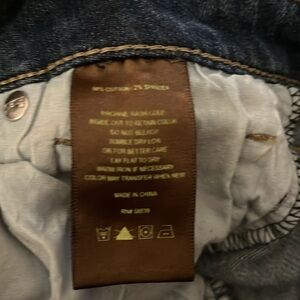 98% COTTON • 2% SPANDEX
MACHINE WASH COLD
INSIDE OUT TO RETAIN COLOR
DO NOT BLEACH
TUMBLE DRY LOW
OR FOR BETTER CARE
LAY FLAT TO DRY
WARM IRON IF NECESSARY
COLOR MAY TRANSFER WHEN NEW
MADE IN CHINA
RN#